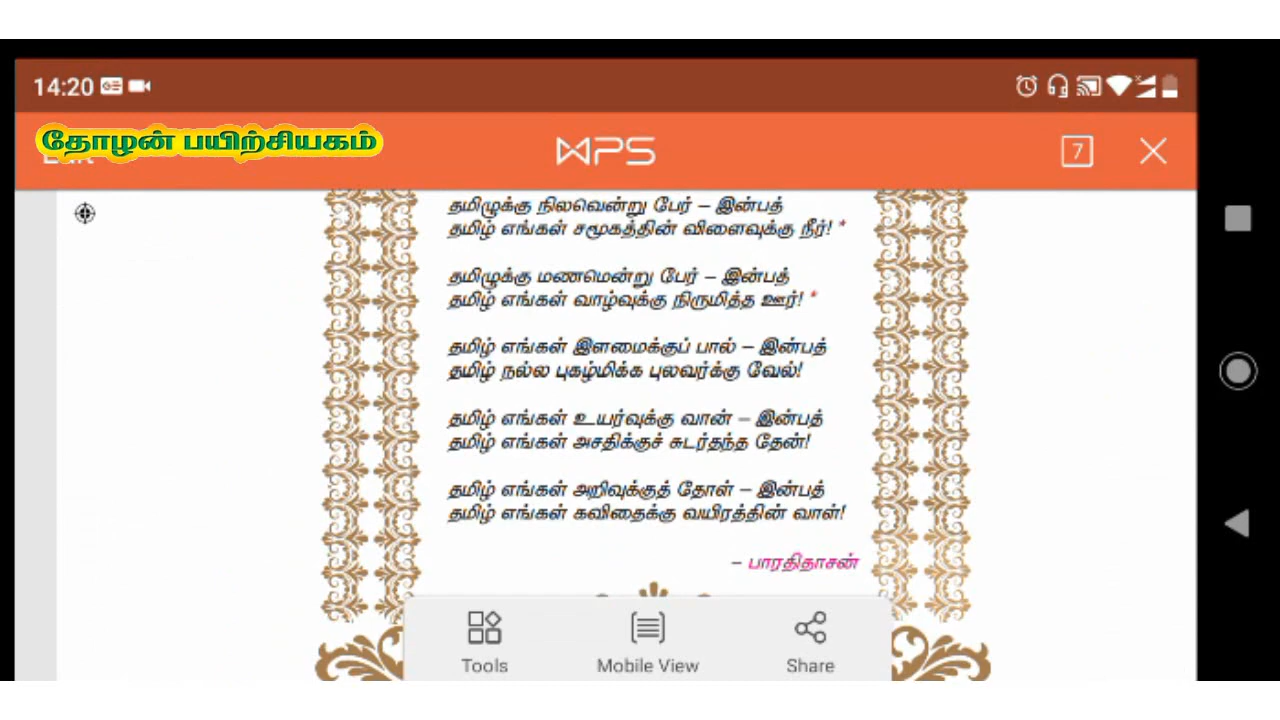 14:20
தோழன் பயிற்சியகம்
WPS
7
தமிழுக்கு நிலவென்று பேர் – இன்பத்
தமிழ் எங்கள் சமூகத்தின் விளைவுக்கு நீர்! *
தமிழுக்கு மணமென்று பேர் – இன்பத்
தமிழ் எங்கள் வாழ்வுக்கு நிருமித்த ஊர்! *
தமிழ் எங்கள் இளமைக்குப் பால் – இன்பத்
தமிழ் நல்ல புகழ்மிக்க புலவர்க்கு வேல்!
தமிழ் எங்கள் உயர்வுக்கு வான் – இன்பத்
தமிழ் எங்கள் அசதிக்குச் சுடர்தந்த தேன்!
தமிழ் எங்கள் அறிவுக்குத் தோள் – இன்பத்
தமிழ் எங்கள் கவிதைக்கு வயிரத்தின் வாள்!
– பாரதிதாசன்
Tools
Mobile View
Share